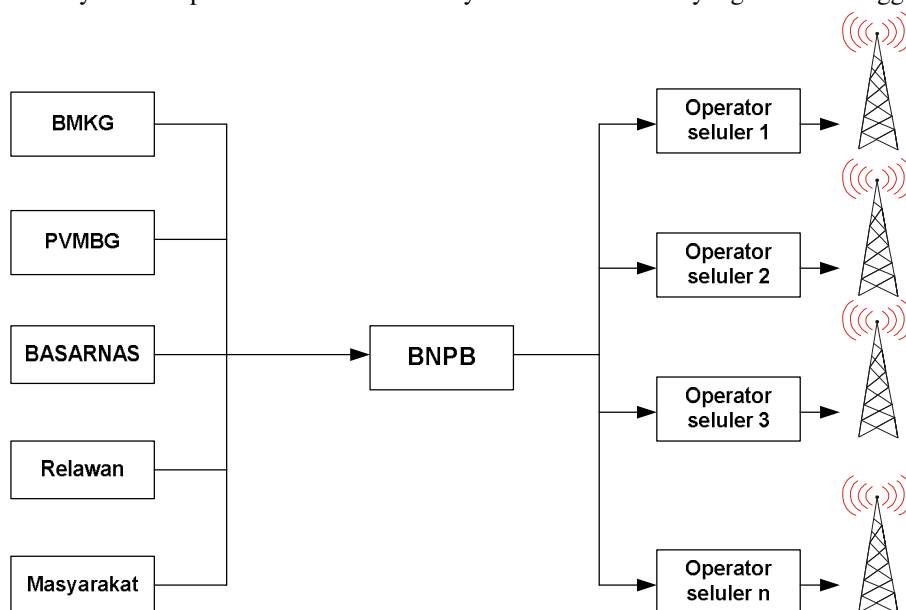 BMKG
PVMBG
BASARNAS
Relawan
Masyarakat
BNPB
Operator
seluler 1
Operator
seluler 2
Operator
seluler 3
Operator
seluler n